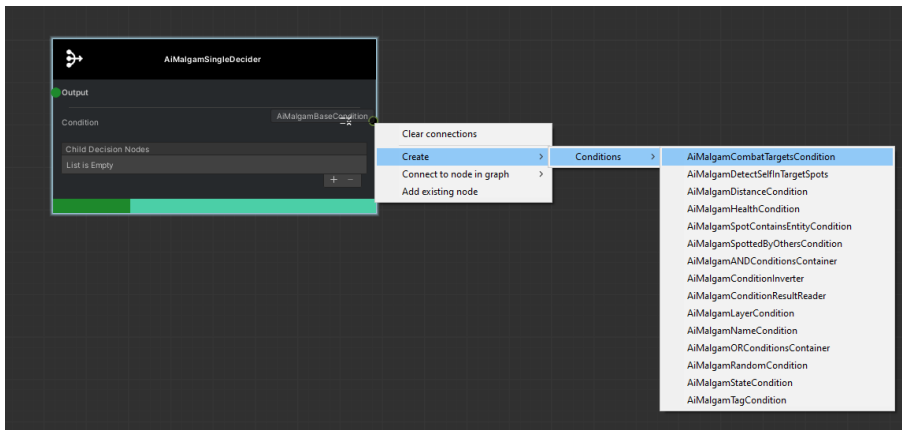 AiMalgamSingleDecider
Output
Condition
AiMalgamBaseCondition
Child Decision Nodes
List is Empty
+ −
Clear connections
Create
Connect to node in graph
Add existing node
Conditions
AiMalgamCombatTargetsCondition
AiMalgamDetectSelfInTargetSpots
AiMalgamDistanceCondition
AiMalgamHealthCondition
AiMalgamSpotContainsEntityCondition
AiMalgamSpottedByOthersCondition
AiMalgamANDConditionsContainer
AiMalgamConditionInverter
AiMalgamConditionResultReader
AiMalgamLayerCondition
AiMalgamNameCondition
AiMalgamORConditionsContainer
AiMalgamRandomCondition
AiMalgamStateCondition
AiMalgamTagCondition